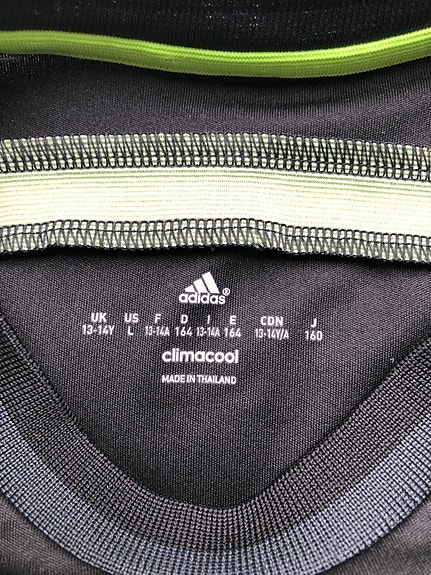 adidas®
UK US F D I E CDN J
13-14Y L 13-14A 164 13-14A 164 13-14Y/A 160
climacool
MADE IN THAILAND